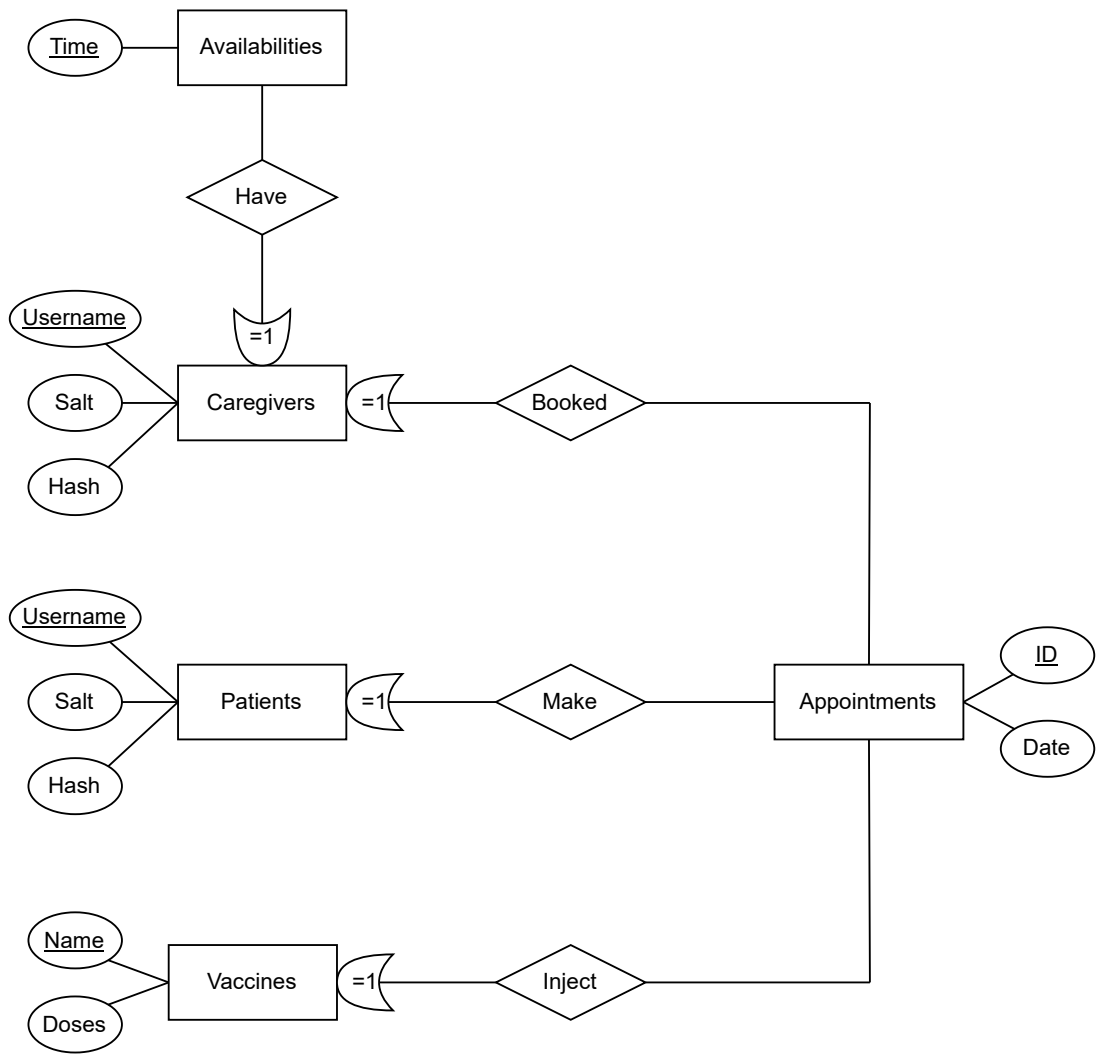 Time
Availabilities
Have
Username
=1
Salt
Caregivers
=1
Booked
Hash
Username
Salt
Patients
=1
Make
Appointments
ID
Date
Hash
Name
Vaccines
=1
Inject
Doses